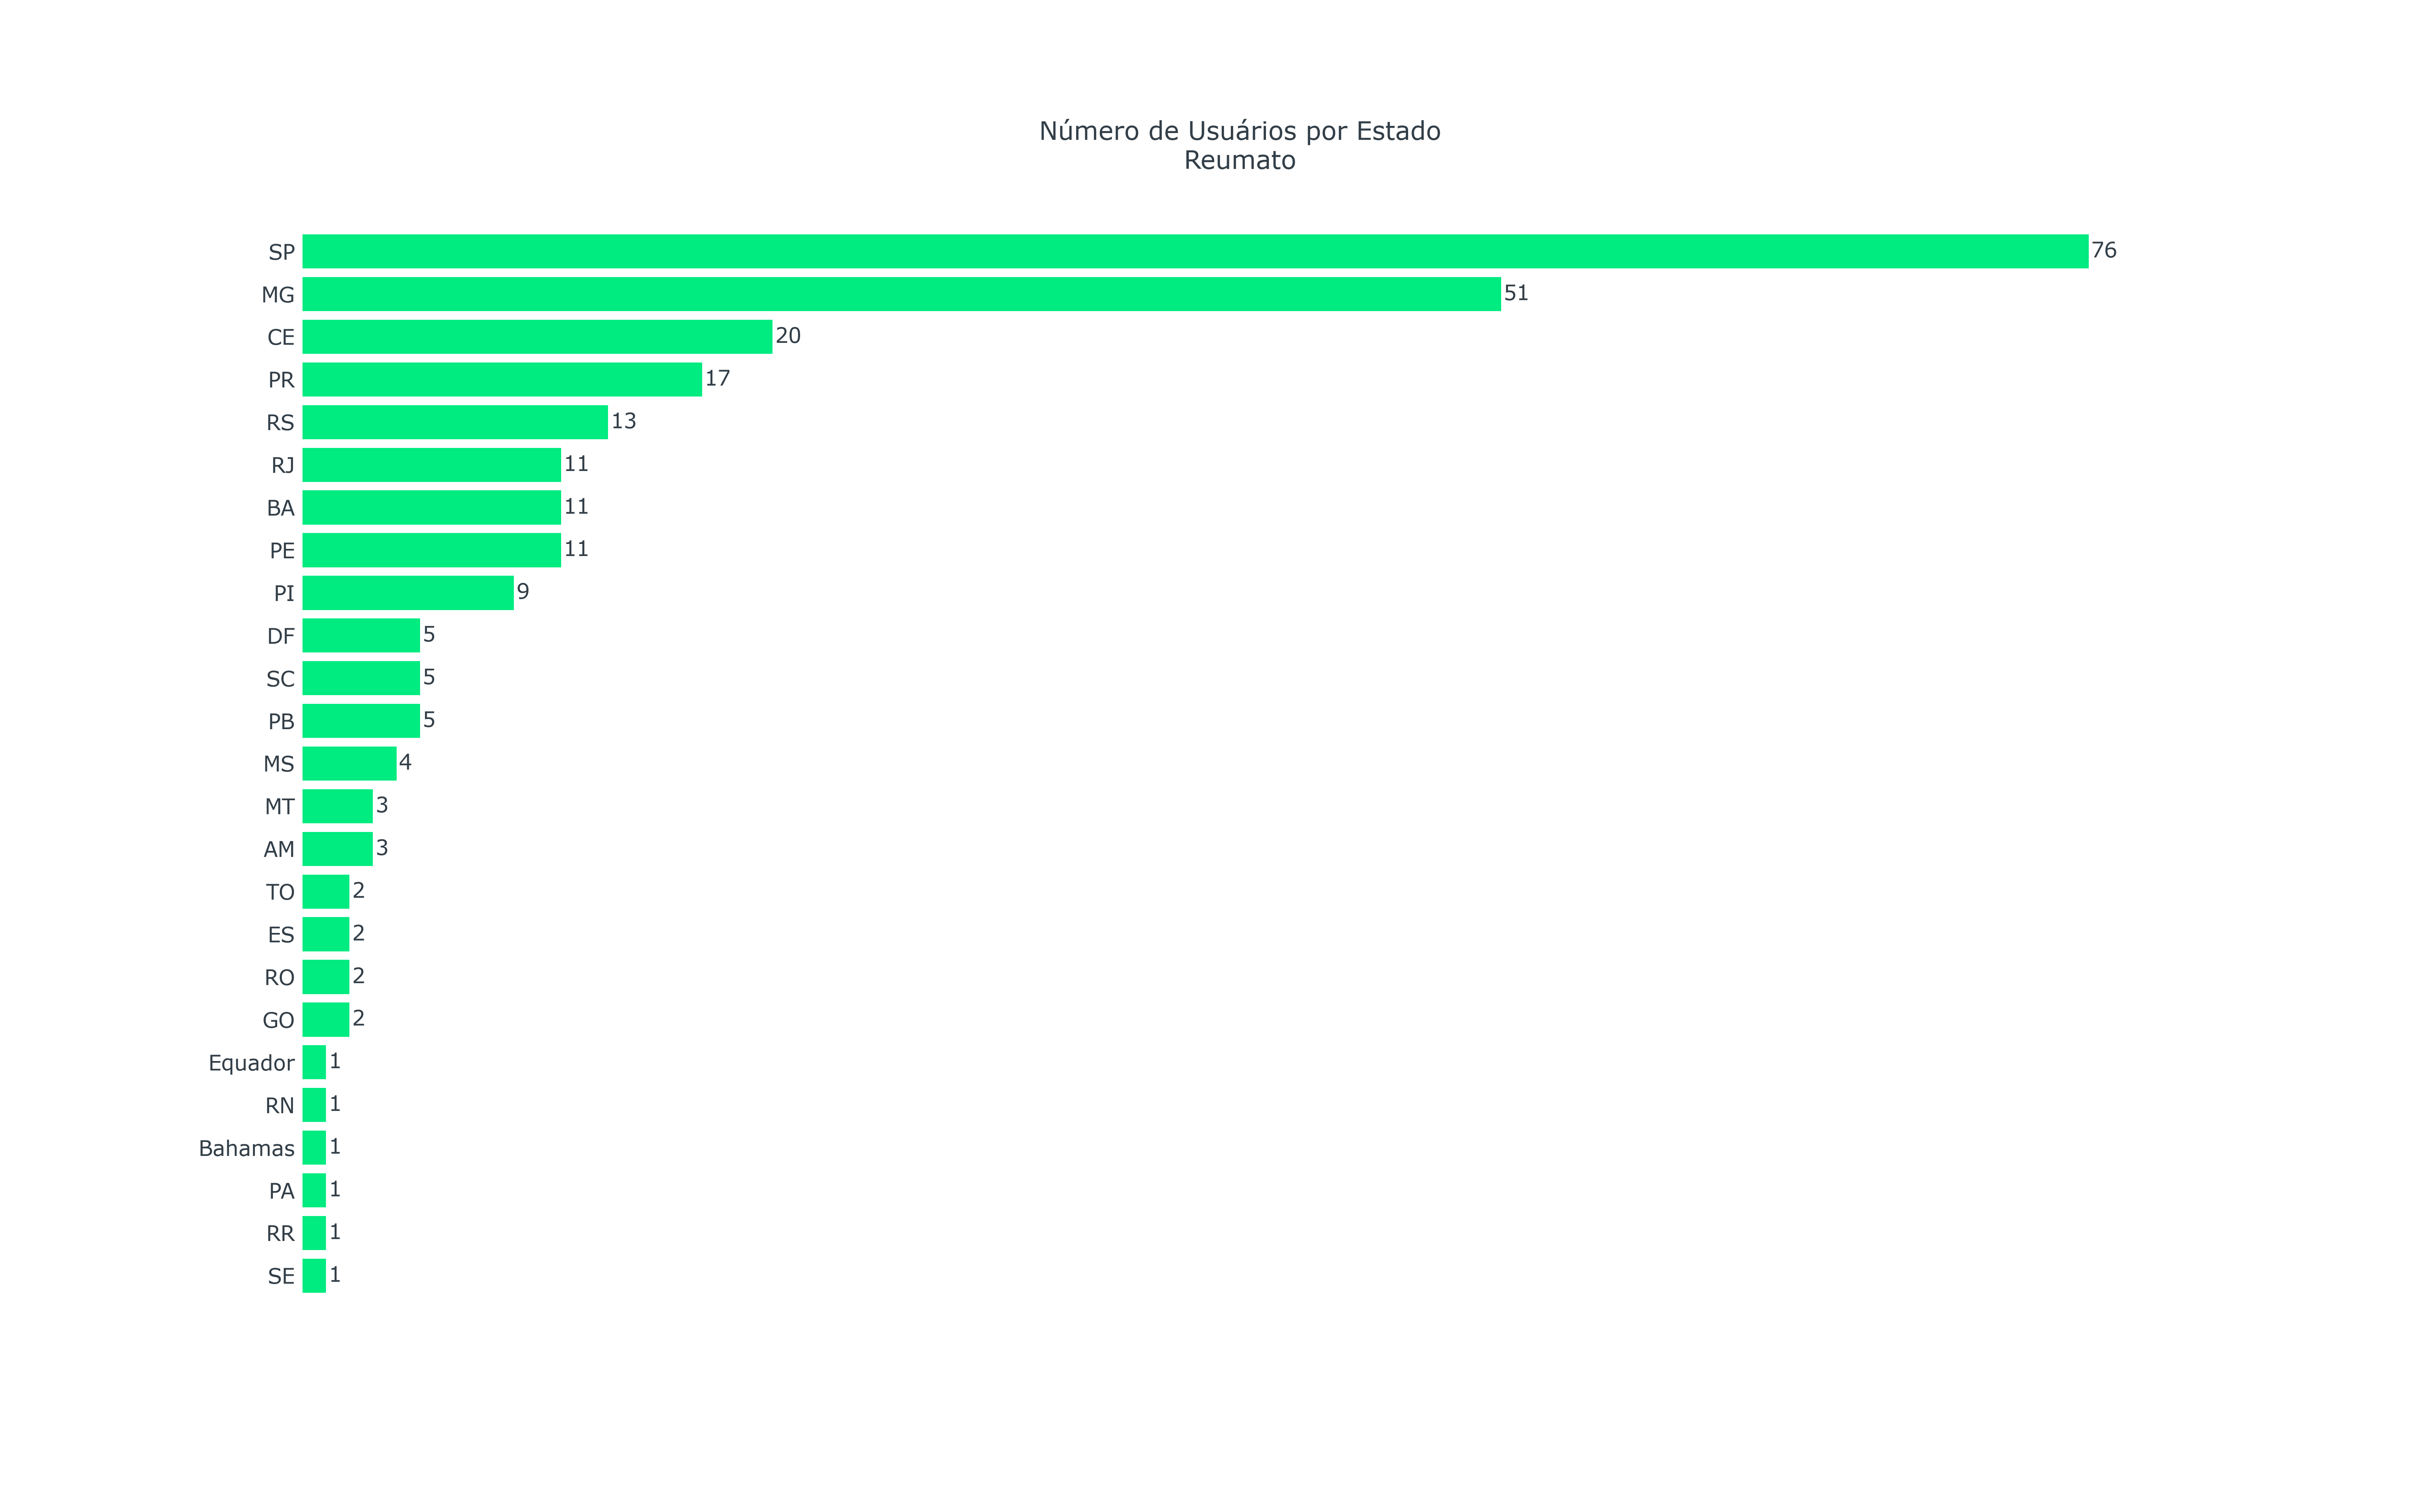 Número de Usuários por Estado
Reumato
SP 76
MG 51
CE 20
PR 17
RS 13
RJ 11
BA 11
PE 11
PI 9
DF 5
SC 5
PB 5
MS 4
MT 3
AM 3
TO 2
ES 2
RO 2
GO 2
Equador 1
RN 1
Bahamas 1
PA 1
RR 1
SE 1